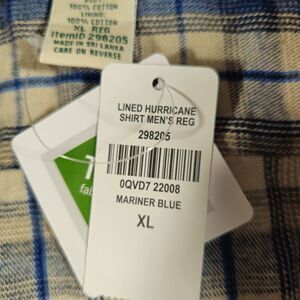 100% COTTON
LINING:
100% COTTON
XL REG
ItemID 298205
MADE IN SRI LANKA
CARE ON REVERSE
LINED HURRICANE
SHIRT MEN'S REG
298205
0QVD7 22008
MARINER BLUE
XL